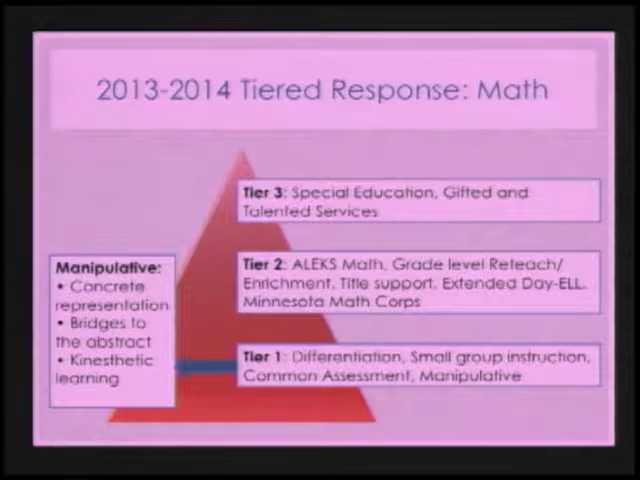 2013-2014 Tiered Response: Math
Tier 3: Special Education, Gifted and
Talented Services
Manipulative:
• Concrete
representation
• Bridges to
the abstract
• Kinesthetic
learning
Tier 2: ALEKS Math, Grade level Reteach/
Enrichment, Title support, Extended Day-ELL,
Minnesota Math Corps
Tier 1: Differentiation, Small group instruction,
Common Assessment, Manipulative